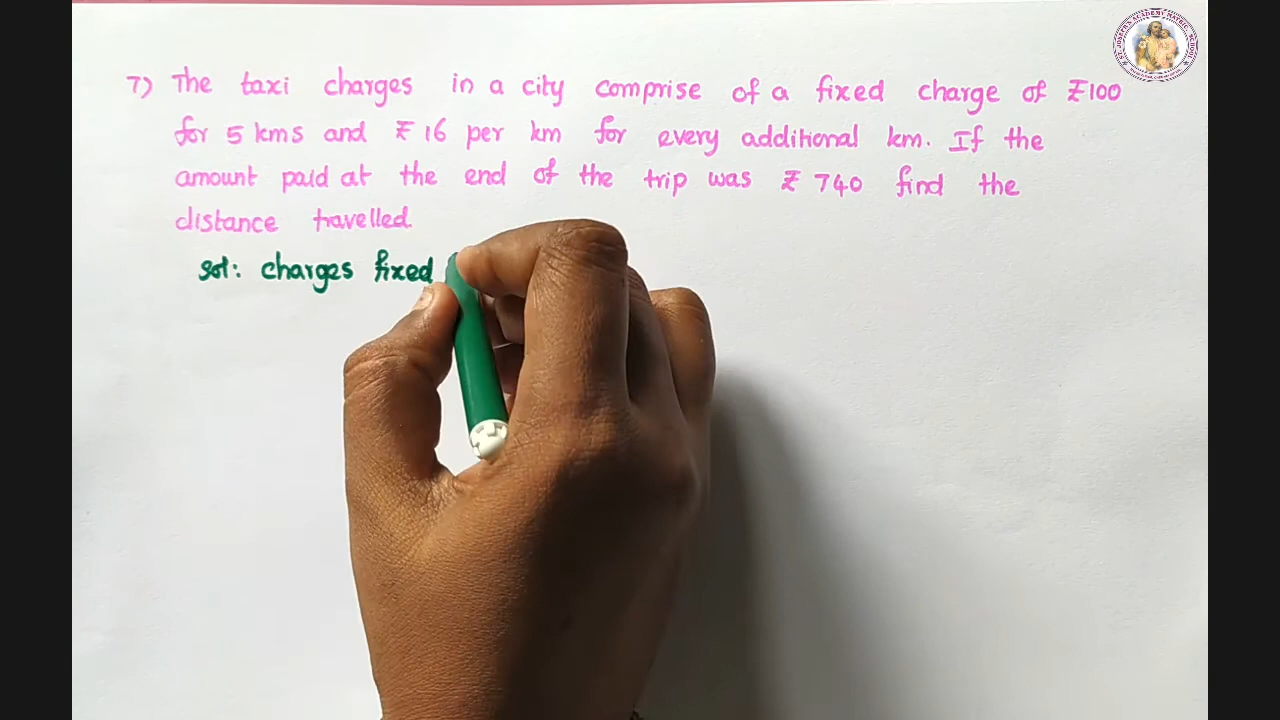 7) The taxi charges in a city comprise of a fixed charge of ₹100
for 5 kms and ₹ 16 per km for every additional km. If the
amount paid at the end of the trip was ₹ 740 find the
distance travelled.
Sol: charges fixed